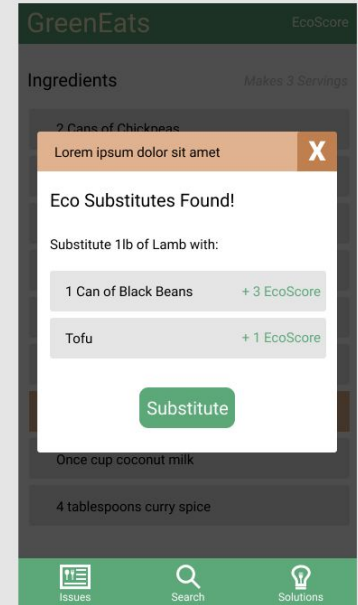 GreenEats
EcoScore
Ingredients
Makes 3 Servings
2 Cans of Chickpeas
Lorem ipsum dolor sit amet
X
Eco Substitutes Found!
Substitute 1lb of Lamb with:
1 Can of Black Beans + 3 EcoScore
Tofu + 1 EcoScore
Substitute
Once cup coconut milk
4 tablespoons curry spice
Issues
Search
Solutions